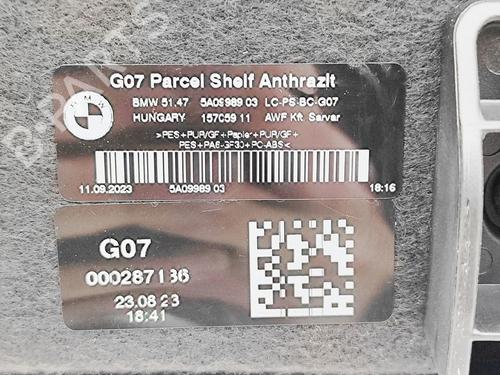 G07 Parcel Shelf Anthrazit
BMW 51.47 5A09989 03 LC-PS-BC-G07
HUNGARY 157C59 11 AWF Kft. Sarvar
>PES+PUR/GF+Papier+PUR/GF+
PES+PA6-GF30+PC-ABS<
11.09.2023 5A09989 03 18:16
G07
000287136
23.08.23
18:41